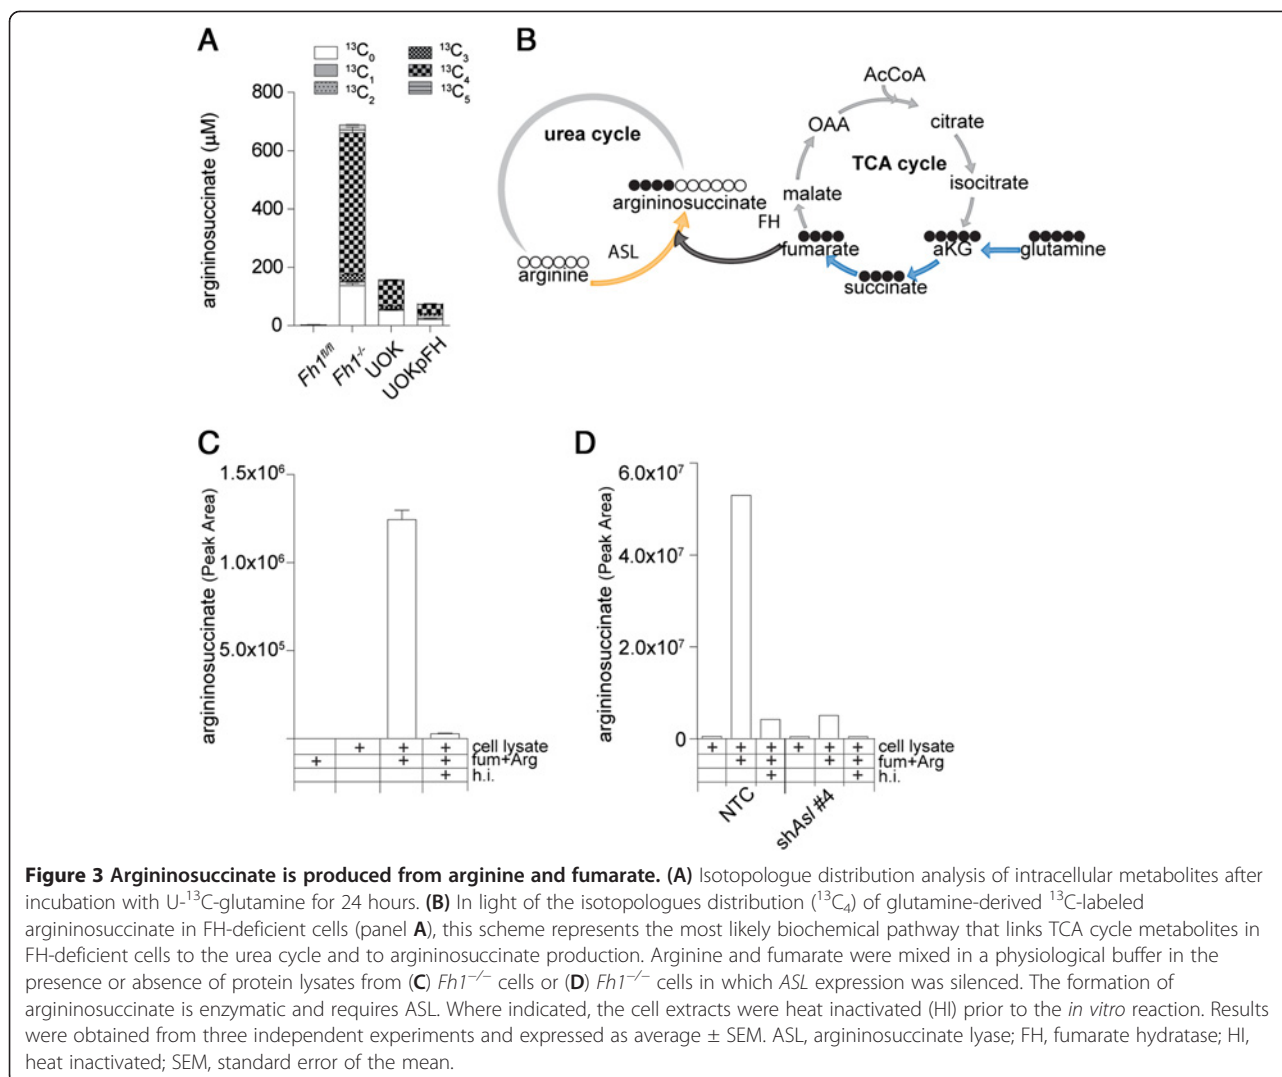 A
¹³C₀
¹³C₁
¹³C₂
¹³C₃
¹³C₄
¹³C₅
argininosuccinate (µM)
800
600
400
200
0
Fh1fl/fl
Fh1-/-
UOK
UOKpFH
B
AcCoA
OAA
citrate
urea cycle
TCA cycle
isocitrate
malate
argininosuccinate
FH
fumarate
aKG
glutamine
ASL
arginine
succinate
C
argininosuccinate (Peak Area)
1.5x10⁶
1.0x10⁶
5.0x10⁵
+ + + cell lysate
+ + + fum+Arg
+ h.i.
D
argininosuccinate (Peak Area)
6.0x10⁷
4.0x10⁷
2.0x10⁷
0
+ + + + + + cell lysate
+ + + + fum+Arg
+ + h.i.
NTC
shAsl #4
Figure 3 Argininosuccinate is produced from arginine and fumarate. (A) Isotopologue distribution analysis of intracellular metabolites after
incubation with U-¹³C-glutamine for 24 hours. (B) In light of the isotopologues distribution (¹³C₄) of glutamine-derived ¹³C-labeled
argininosuccinate in FH-deficient cells (panel A), this scheme represents the most likely biochemical pathway that links TCA cycle metabolites in
FH-deficient cells to the urea cycle and to argininosuccinate production. Arginine and fumarate were mixed in a physiological buffer in the
presence or absence of protein lysates from (C) Fh1⁻/⁻ cells or (D) Fh1⁻/⁻ cells in which ASL expression was silenced. The formation of
argininosuccinate is enzymatic and requires ASL. Where indicated, the cell extracts were heat inactivated (HI) prior to the in vitro reaction. Results
were obtained from three independent experiments and expressed as average ± SEM. ASL, argininosuccinate lyase; FH, fumarate hydratase; HI,
heat inactivated; SEM, standard error of the mean.